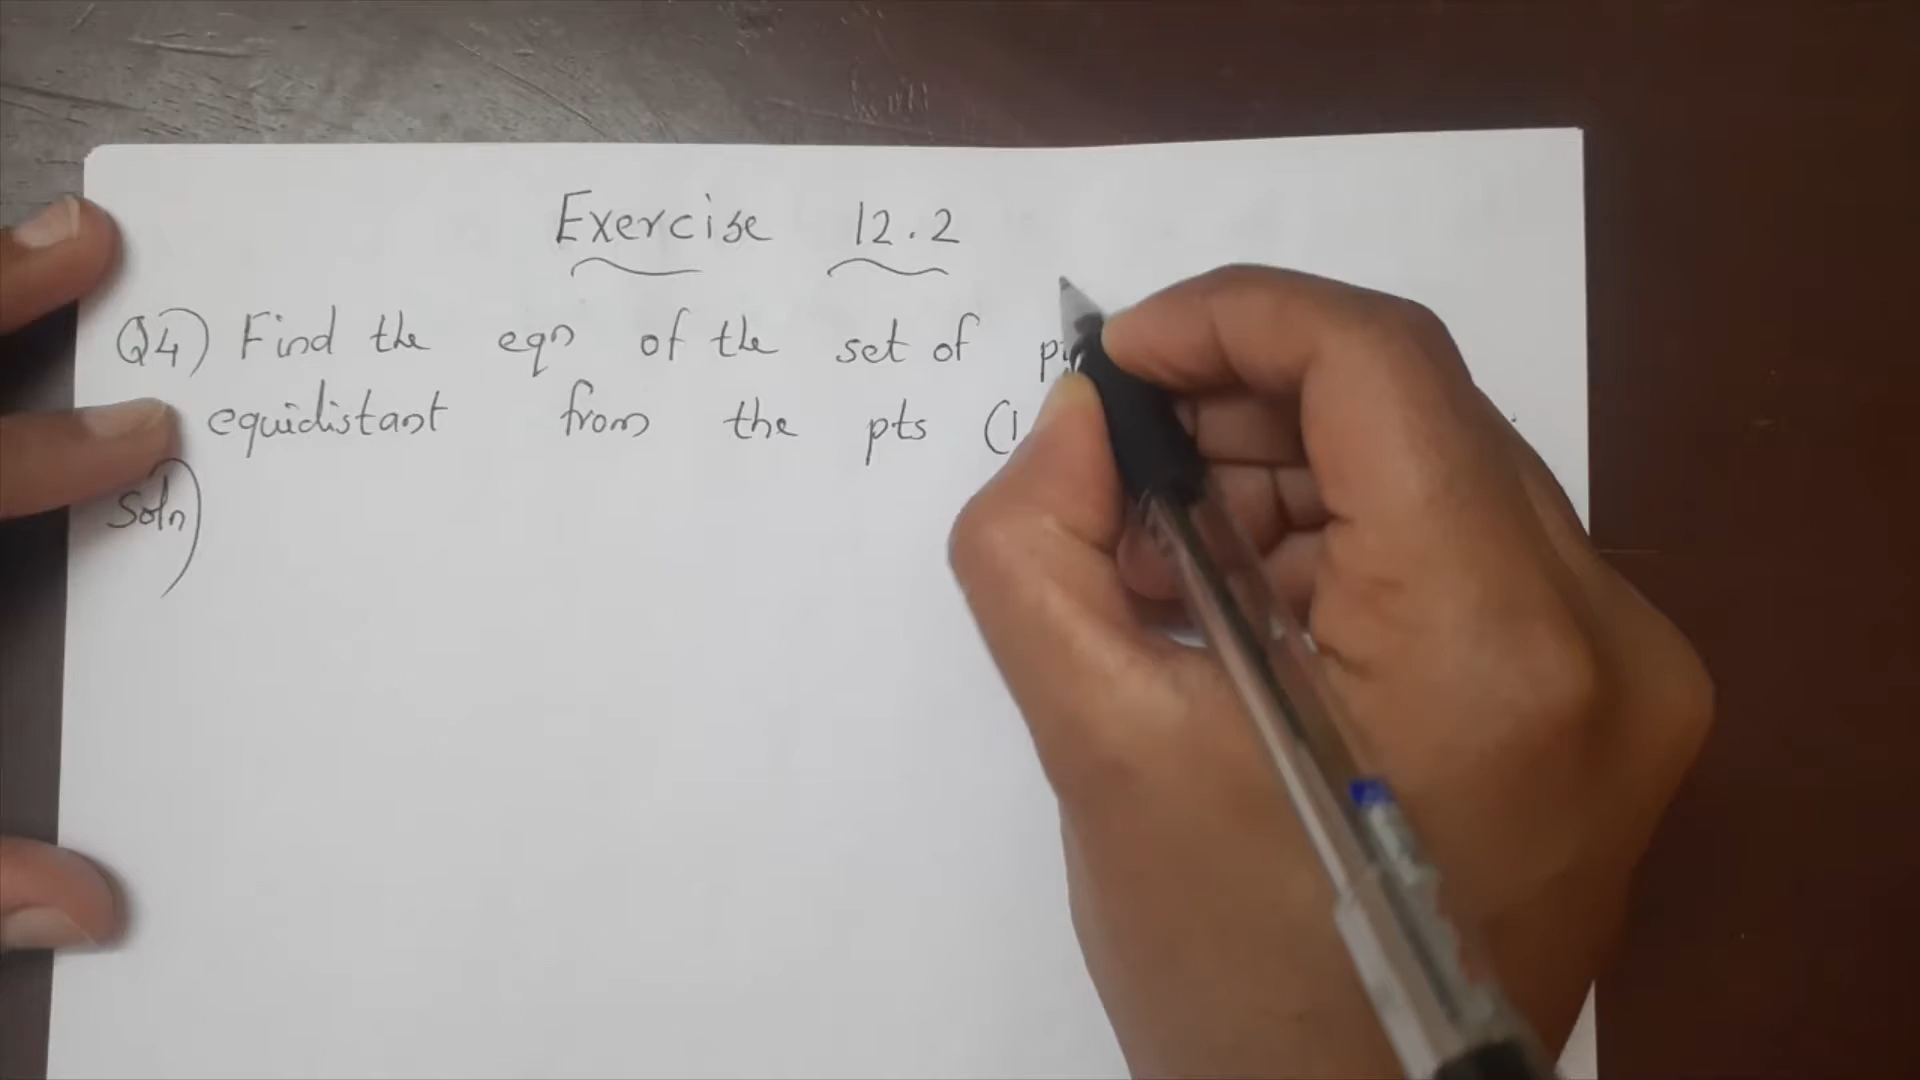 Exercise 12.2
Q4) Find the eqn of the set of
equidistant from the pts (1
Soln)